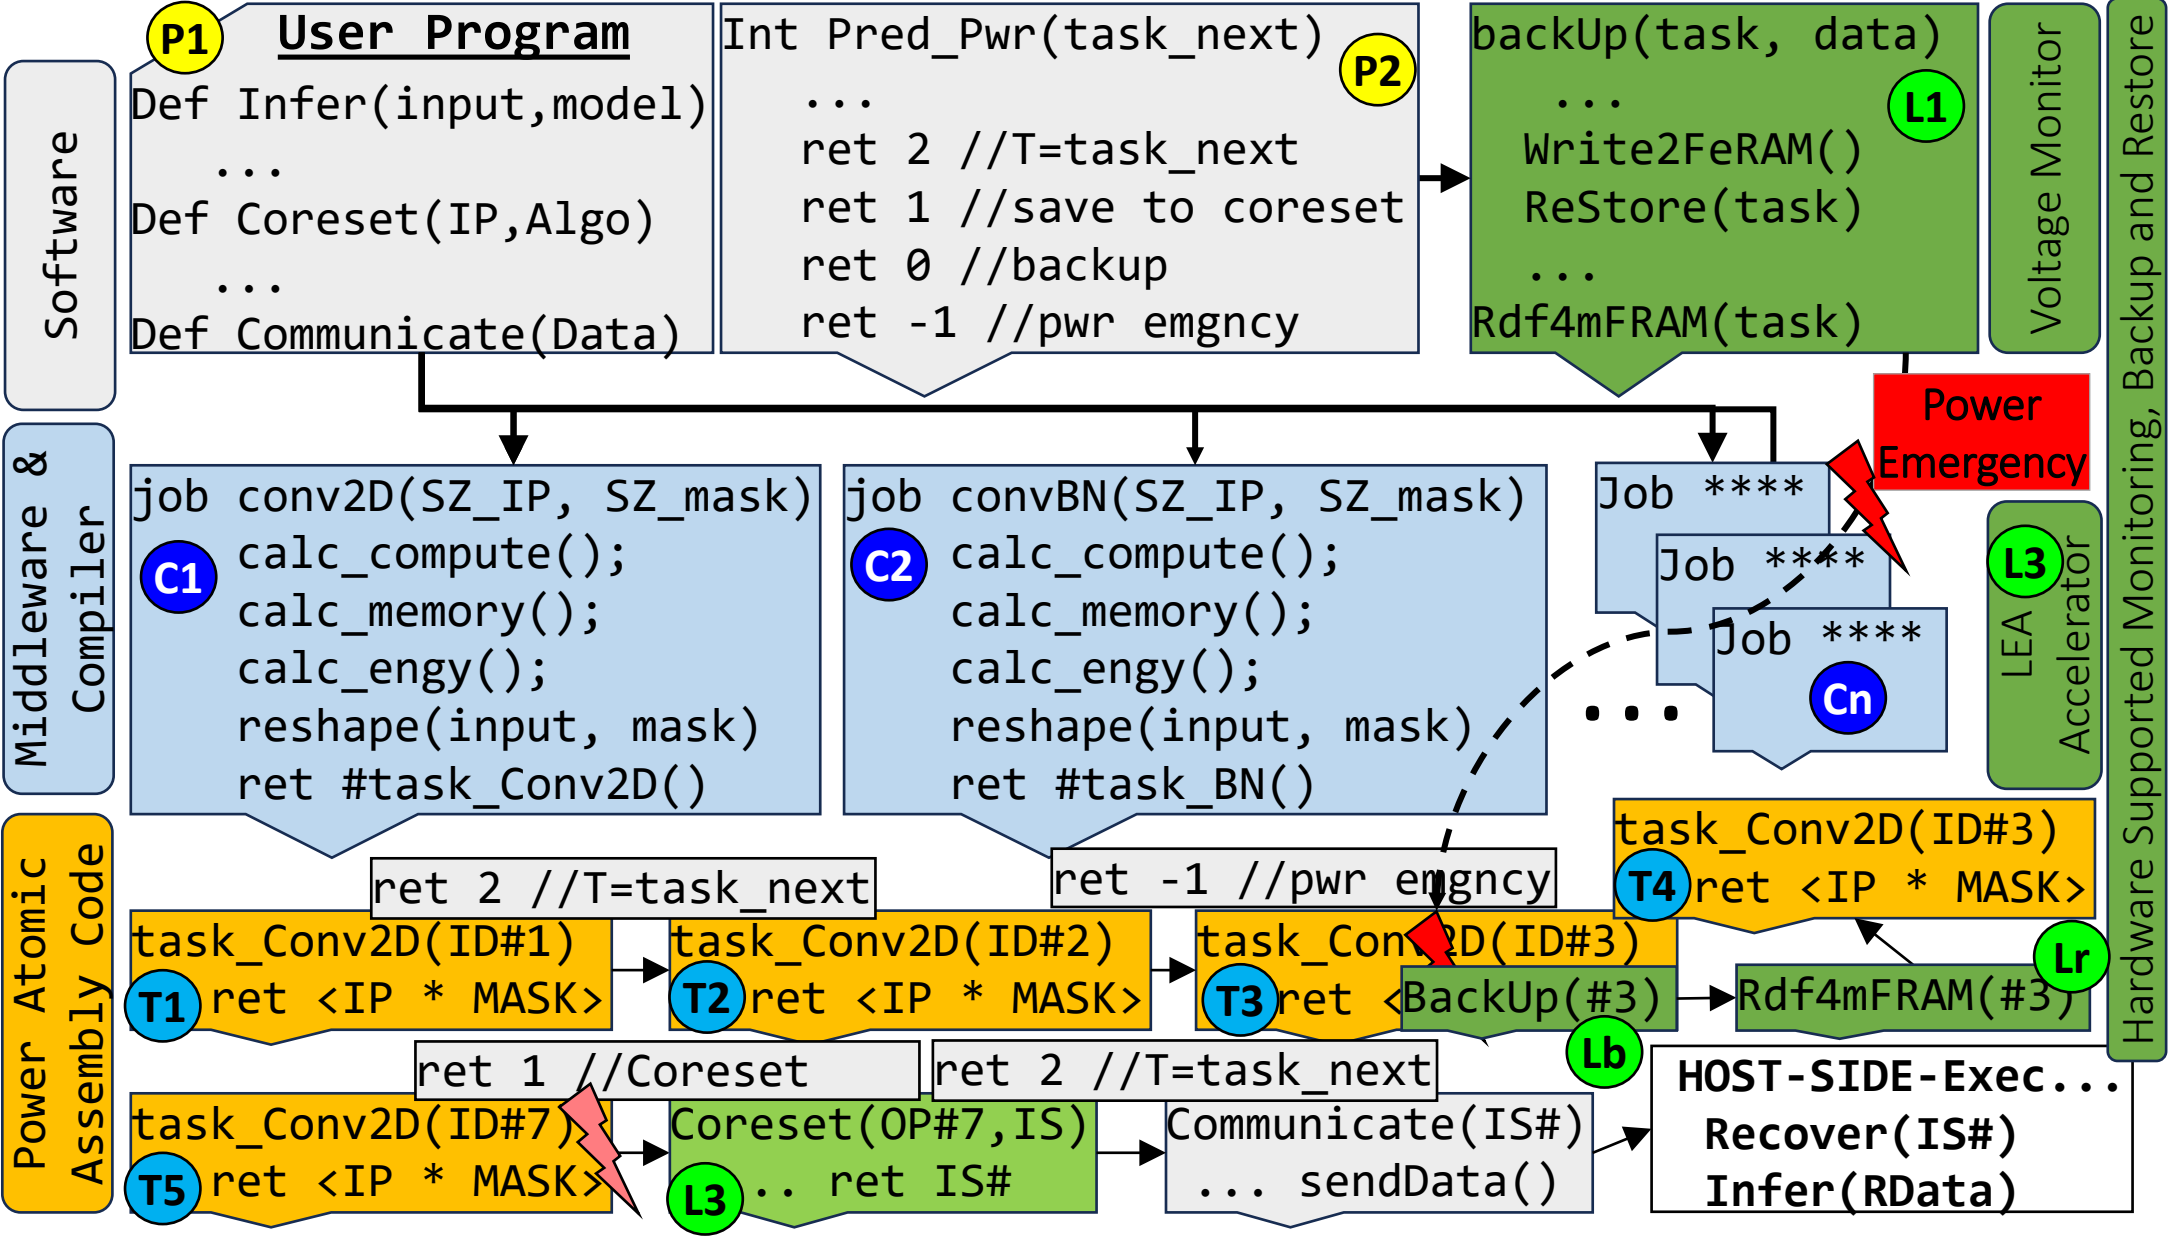 Software
P1
User Program
Def Infer(input,model)
...
Def Coreset(IP,Algo)
...
Def Communicate(Data)
Int Pred_Pwr(task_next)
P2
...
ret 2 //T=task_next
ret 1 //save to coreset
ret 0 //backup
ret -1 //pwr emgncy
backUp(task, data)
L1
...
Write2FeRAM()
ReStore(task)
...
Rdf4mFRAM(task)
Voltage Monitor
Hardware Supported Monitoring, Backup and Restore
Power
Emergency
Middleware &
Compiler
job conv2D(SZ_IP, SZ_mask)
C1
calc_compute();
calc_memory();
calc_engy();
reshape(input, mask)
ret #task_Conv2D()
job convBN(SZ_IP, SZ_mask)
C2
calc_compute();
calc_memory();
calc_engy();
reshape(input, mask)
ret #task_BN()
Job ****
Job ****
Job ****
Cn
...
L3
LEA
Accelerator
Power Atomic
Assembly Code
ret 2 //T=task_next
ret -1 //pwr emgncy
task_Conv2D(ID#1)
T1
ret <IP * MASK>
task_Conv2D(ID#2)
T2
ret <IP * MASK>
task_Conv2D(ID#3)
T3
ret <
BackUp(#3)
Lb
Rdf4mFRAM(#3)
Lr
task_Conv2D(ID#3)
T4
ret <IP * MASK>
ret 1 //Coreset
ret 2 //T=task_next
task_Conv2D(ID#7)
T5
ret <IP * MASK>
Coreset(OP#7,IS)
L3
.. ret IS#
Communicate(IS#)
... sendData()
HOST-SIDE-Exec...
Recover(IS#)
Infer(RData)